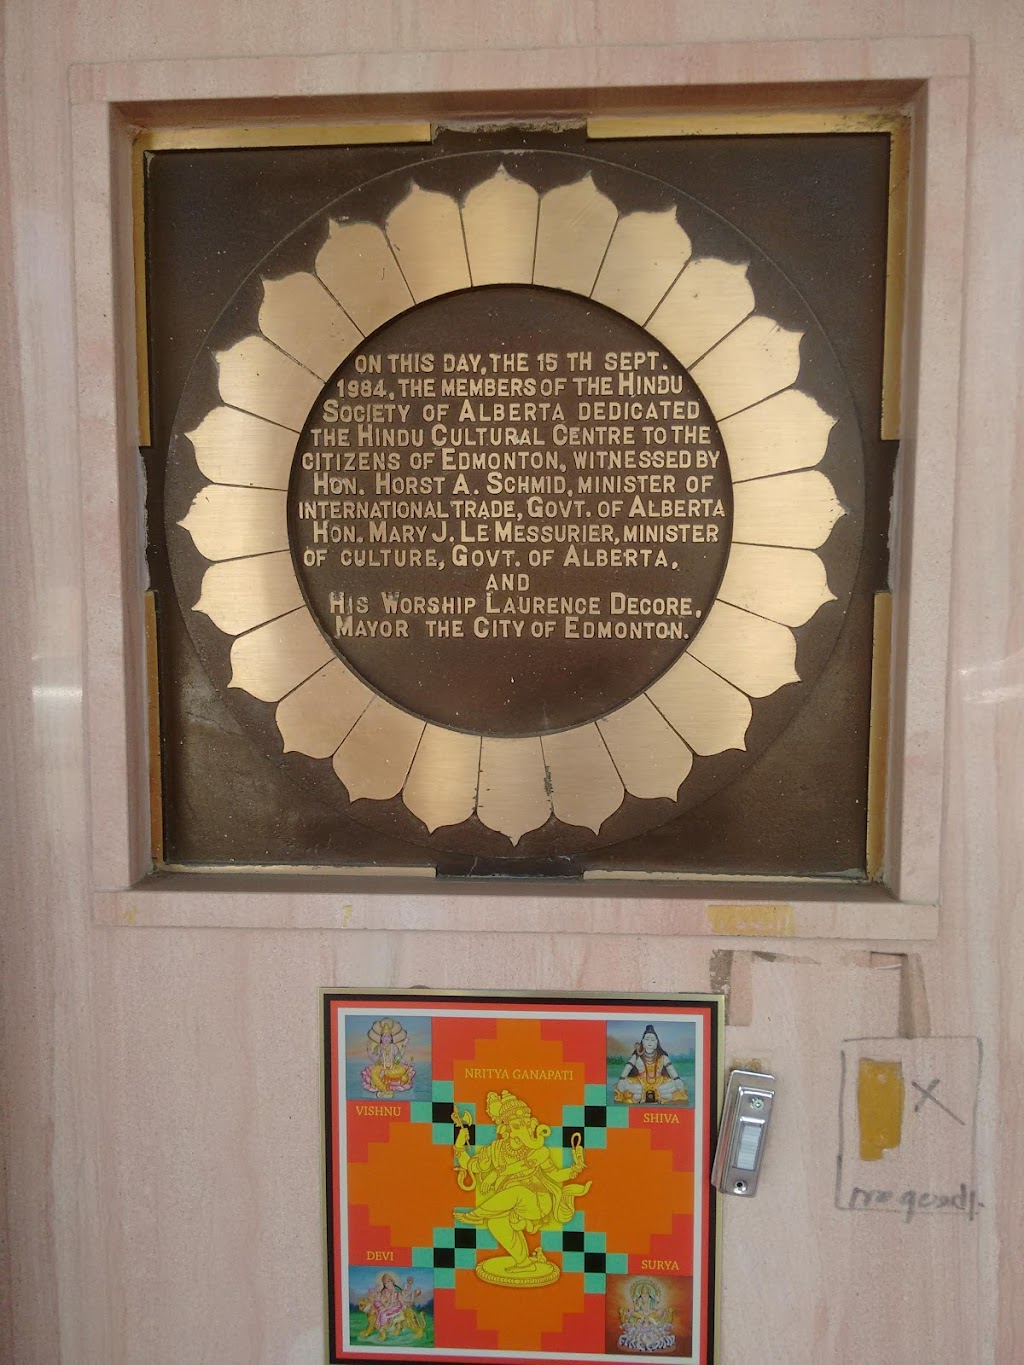 ON THIS DAY, THE 15 TH SEPT.
1984, THE MEMBERS OF THE HINDU
SOCIETY OF ALBERTA DEDICATED
THE HINDU CULTURAL CENTRE TO THE
CITIZENS OF EDMONTON, WITNESSED BY
HON. HORST A. SCHMID, MINISTER OF
INTERNATIONAL TRADE, GOVT. OF ALBERTA
HON. MARY J. LE MESSURIER, MINISTER
OF CULTURE, GOVT. OF ALBERTA,
AND
HIS WORSHIP LAURENCE DECORE,
MAYOR THE CITY OF EDMONTON.
NRITYA GANAPATI
VISHNU
SHIVA
DEVI
SURYA